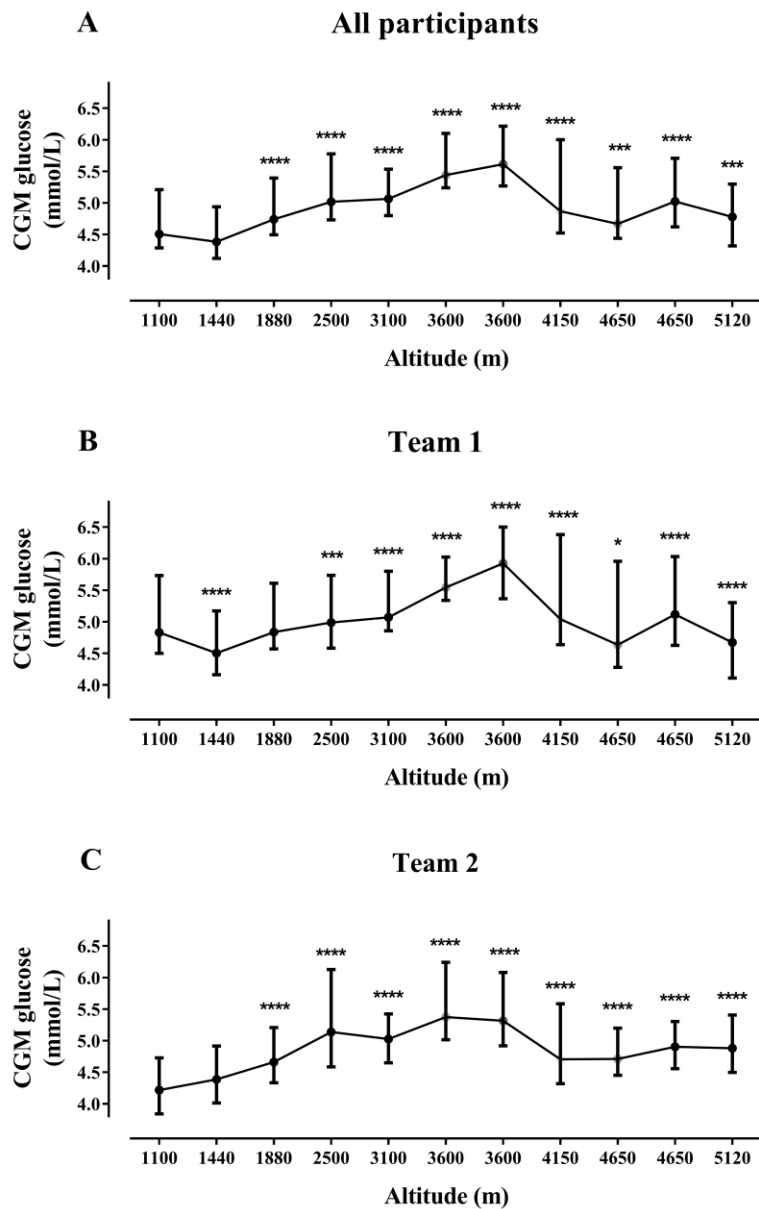 A All participants
CGM glucose
(mmol/L)
6.5
6.0
5.5
5.0
4.5
4.0
**** **** **** **** **** **** *** **** ***
1100 1440 1880 2500 3100 3600 3600 4150 4650 4650 5120
Altitude (m)
B Team 1
CGM glucose
(mmol/L)
6.5
6.0
5.5
5.0
4.5
4.0
**** *** **** **** **** **** * **** ****
1100 1440 1880 2500 3100 3600 3600 4150 4650 4650 5120
Altitude (m)
C Team 2
CGM glucose
(mmol/L)
6.5
6.0
5.5
5.0
4.5
4.0
**** **** **** **** **** **** **** **** ****
1100 1440 1880 2500 3100 3600 3600 4150 4650 4650 5120
Altitude (m)